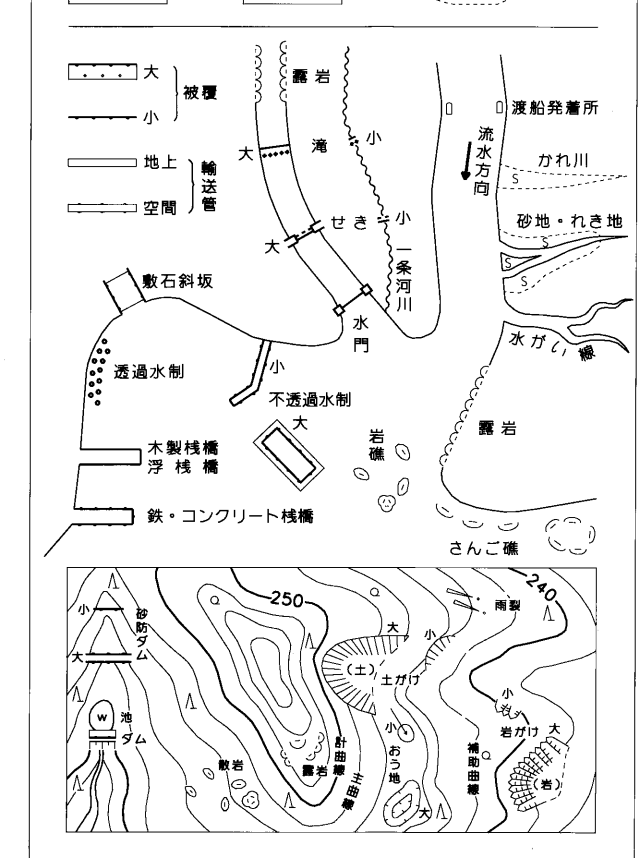 大
被覆
小
地上
輸送管
空間
露岩
大
滝
小
大
せき
小
一条河川
水門
渡船発着所
流水方向
かれ川
S
砂地・れき地
S
S
S
水がい線
敷石斜坂
透過水制
小
不透過水制
大
木製桟橋
浮桟橋
鉄・コンクリート桟橋
岩礁
露岩
さんご礁
小
砂防ダム
大
W
池
ダム
250
Q
大
(土)
土がけ
小
Q
雨裂
240
散岩
露岩
計曲線
主曲線
小
おう地
大
補助曲線
Q
小
岩がけ
大
(岩)